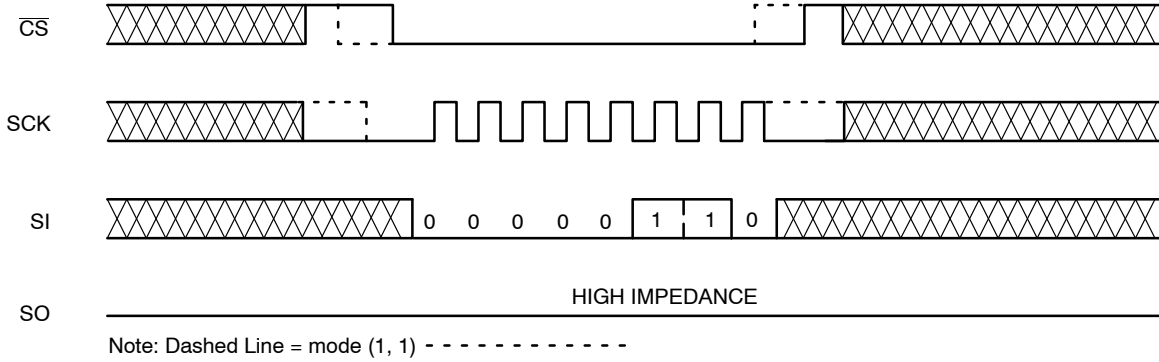 C̅S̅
SCK
SI
0 0 0 0 0 1 1 0
SO
HIGH IMPEDANCE
Note: Dashed Line = mode (1, 1) - - - - - - - - - - - -